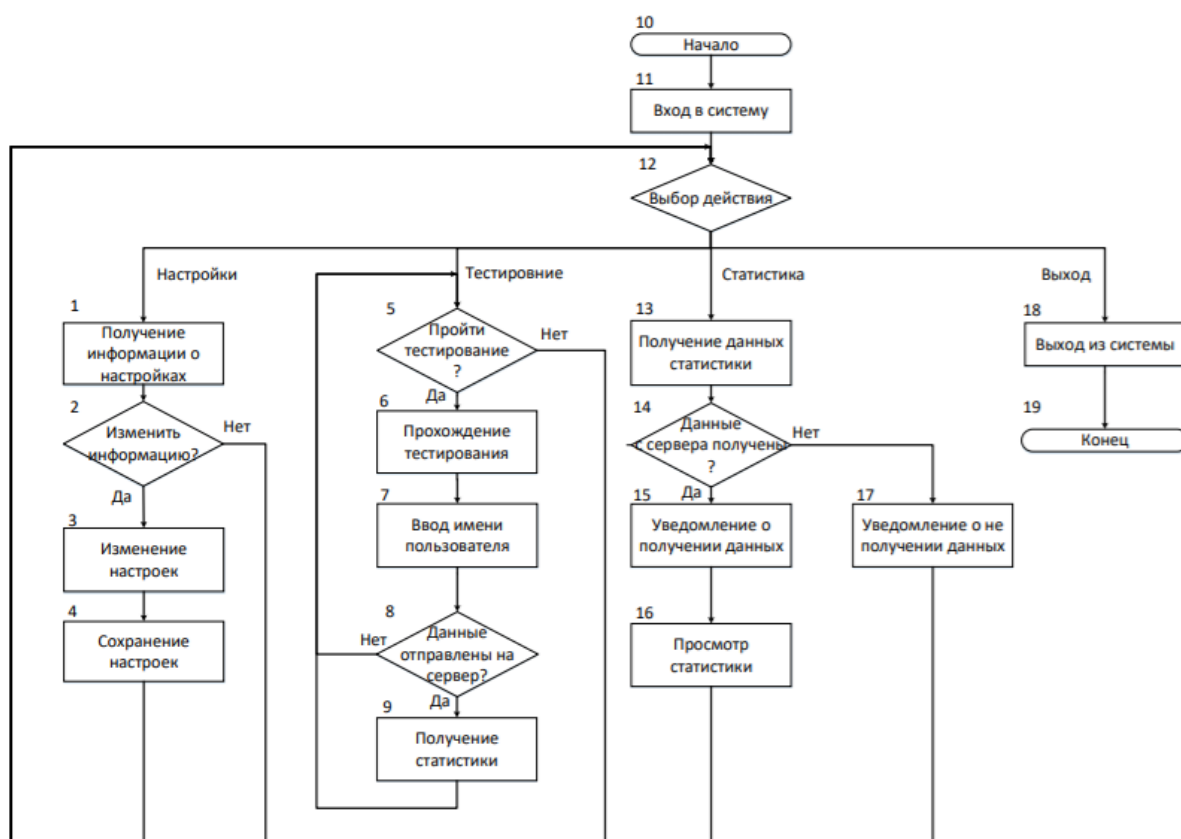 10
Начало
11
Вход в систему
12
Выбор действия
Настройки
Тестировние
Статистика
Выход
1
Получение
информации о
настройках
2
Изменить
информацию?
Нет
Да
3
Изменение
настроек
4
Сохранение
настроек
5
Пройти
тестирование
?
Нет
Да
6
Прохождение
тестирования
7
Ввод имени
пользователя
8
Данные
отправлены на
сервер?
Нет
Да
9
Получение
статистики
13
Получение данных
статистики
14
Данные
с сервера получены
?
Нет
Да
15
Уведомление о
получении данных
16
Просмотр
статистики
17
Уведомление о не
получении данных
18
Выход из системы
19
Конец